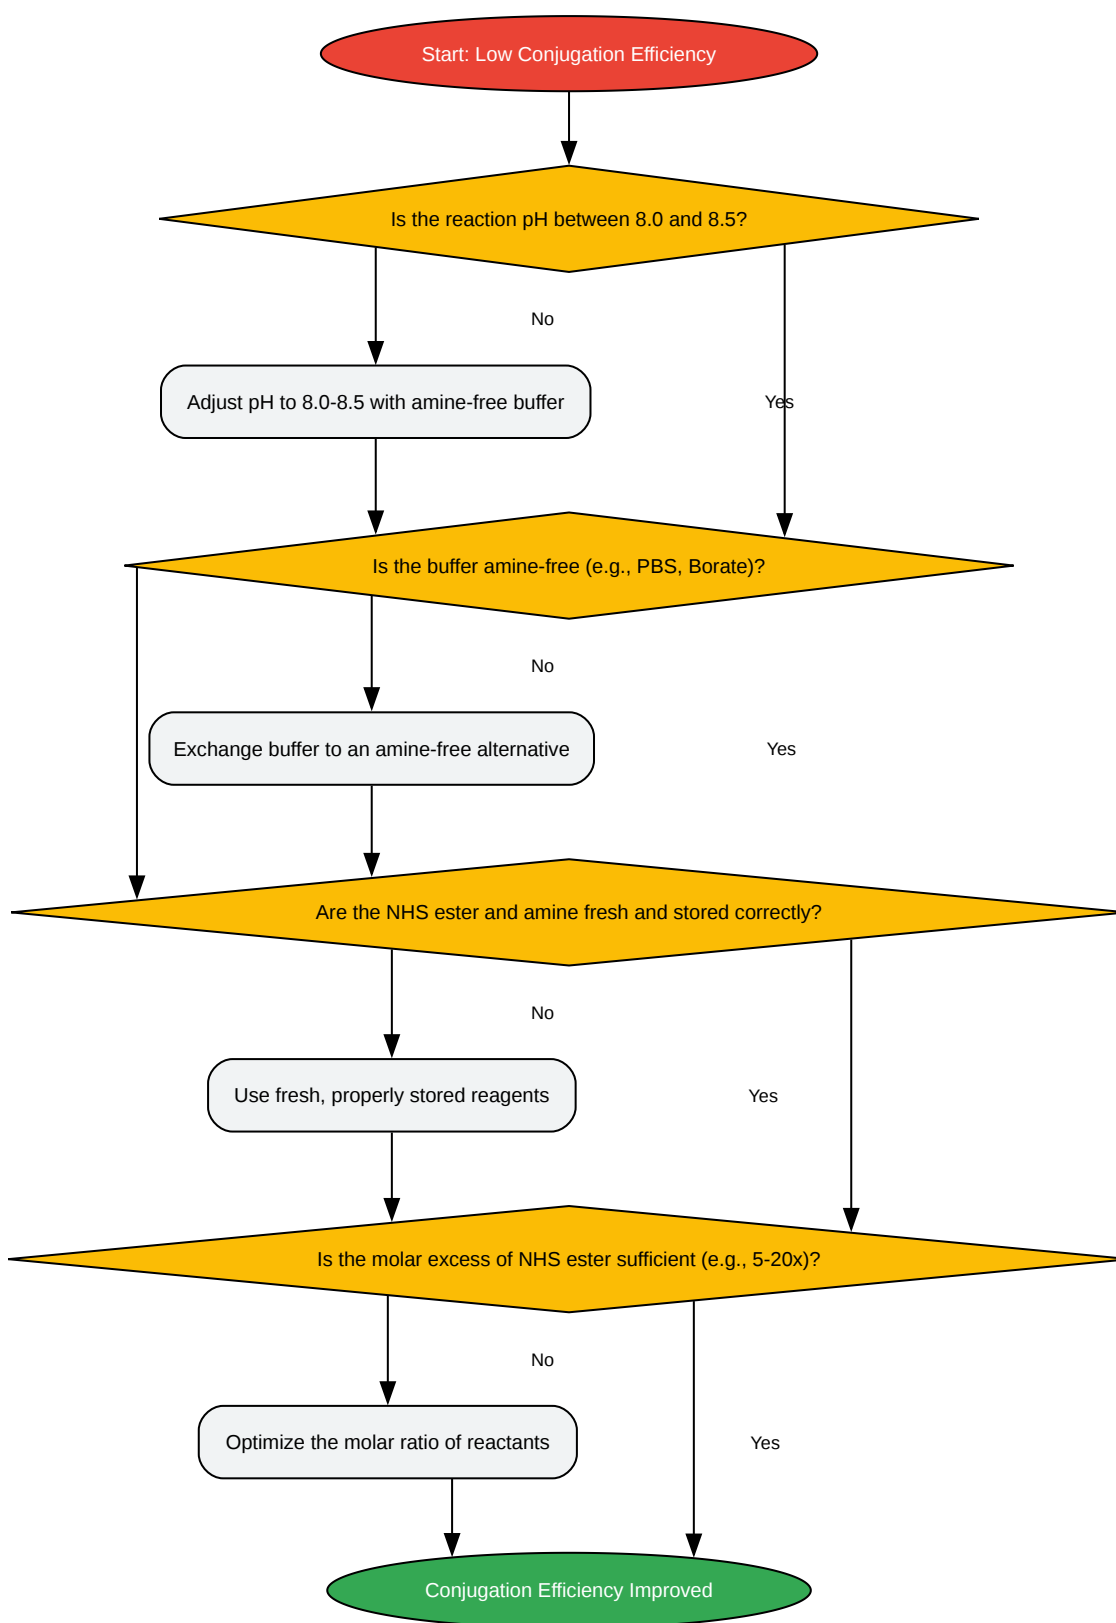 Start: Low Conjugation Efficiency
Is the reaction pH between 8.0 and 8.5?
No
Adjust pH to 8.0-8.5 with amine-free buffer
Yes
Is the buffer amine-free (e.g., PBS, Borate)?
No
Exchange buffer to an amine-free alternative
Yes
Are the NHS ester and amine fresh and stored correctly?
No
Use fresh, properly stored reagents
Yes
Is the molar excess of NHS ester sufficient (e.g., 5-20x)?
No
Optimize the molar ratio of reactants
Yes
Conjugation Efficiency Improved